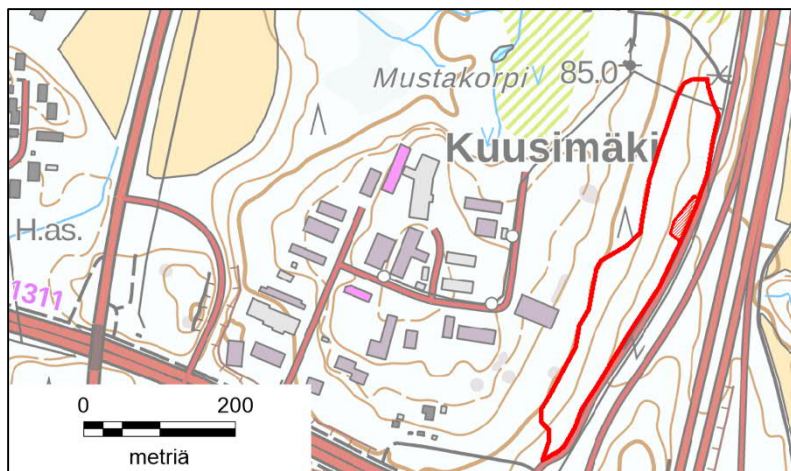 Mustakorpi
85.0
Kuusimäki
H.as.
1311
0 200
metriä